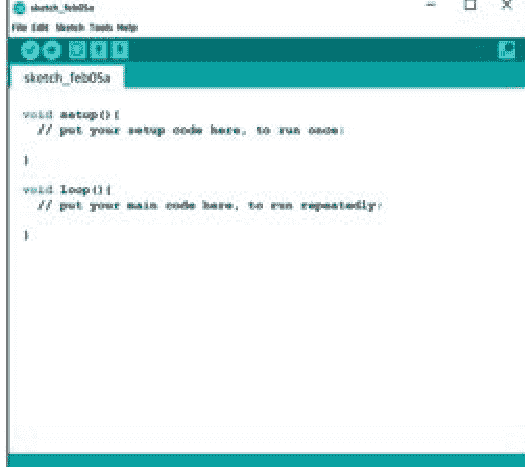 sketch_feb05a
File Edit Sketch Tools Help
sketch_feb05a
void setup(){
// put your setup code here, to run once:
}
void loop(){
// put your main code here, to run repeatedly:
}